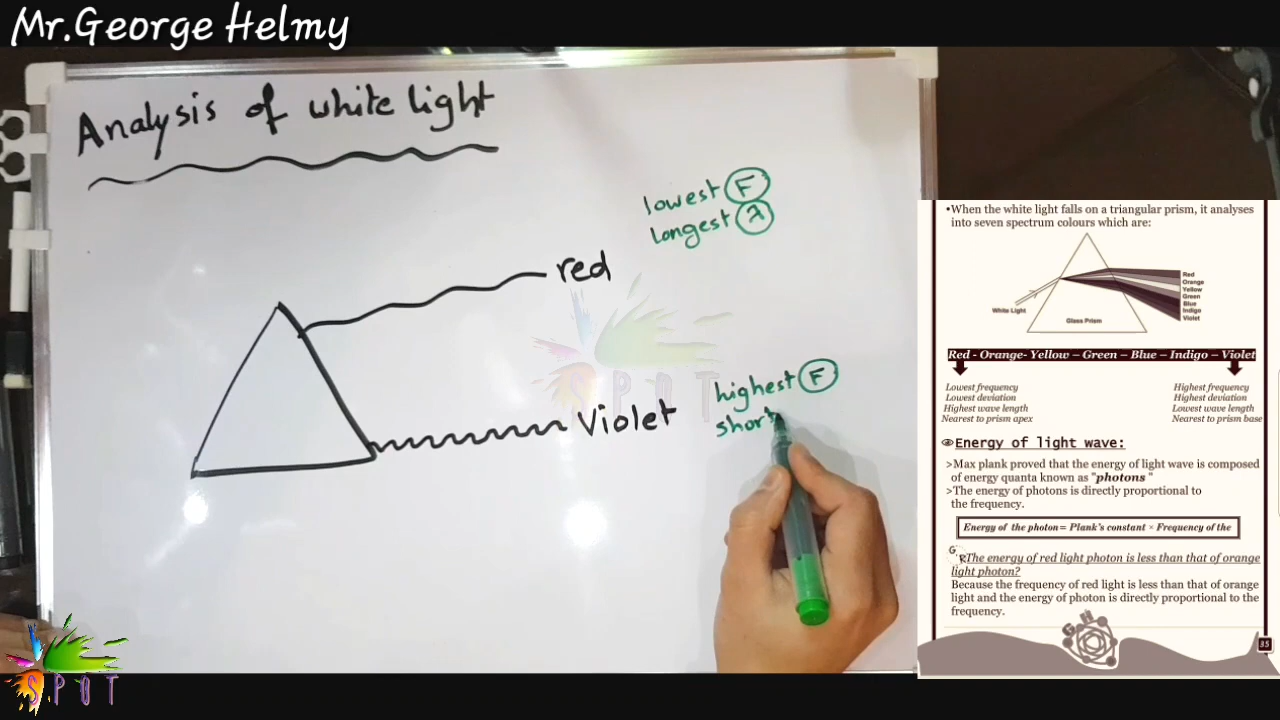 Mr.George Helmy
Analysis of white light
lowest F
longest λ
red
highest F
short
Violet
SPOT
SPOT
•When the white light falls on a triangular prism, it analyses
into seven spectrum colours which are:
Red
Orange
Yellow
Green
Blue
Indigo
Violet
White Light
Glass Prism
Red - Orange- Yellow – Green – Blue – Indigo – Violet
Lowest frequency
Lowest deviation
Highest wave length
Nearest to prism apex
Highest frequency
Highest deviation
Lowest wave length
Nearest to prism base
Energy of light wave:
>Max plank proved that the energy of light wave is composed
of energy quanta known as "photons "
>The energy of photons is directly proportional to
the frequency.
Energy of the photon= Plank's constant × Frequency of the
G.R
The energy of red light photon is less than that of orange
light photon?
Because the frequency of red light is less than that of orange
light and the energy of photon is directly proportional to the
frequency.
G H
35